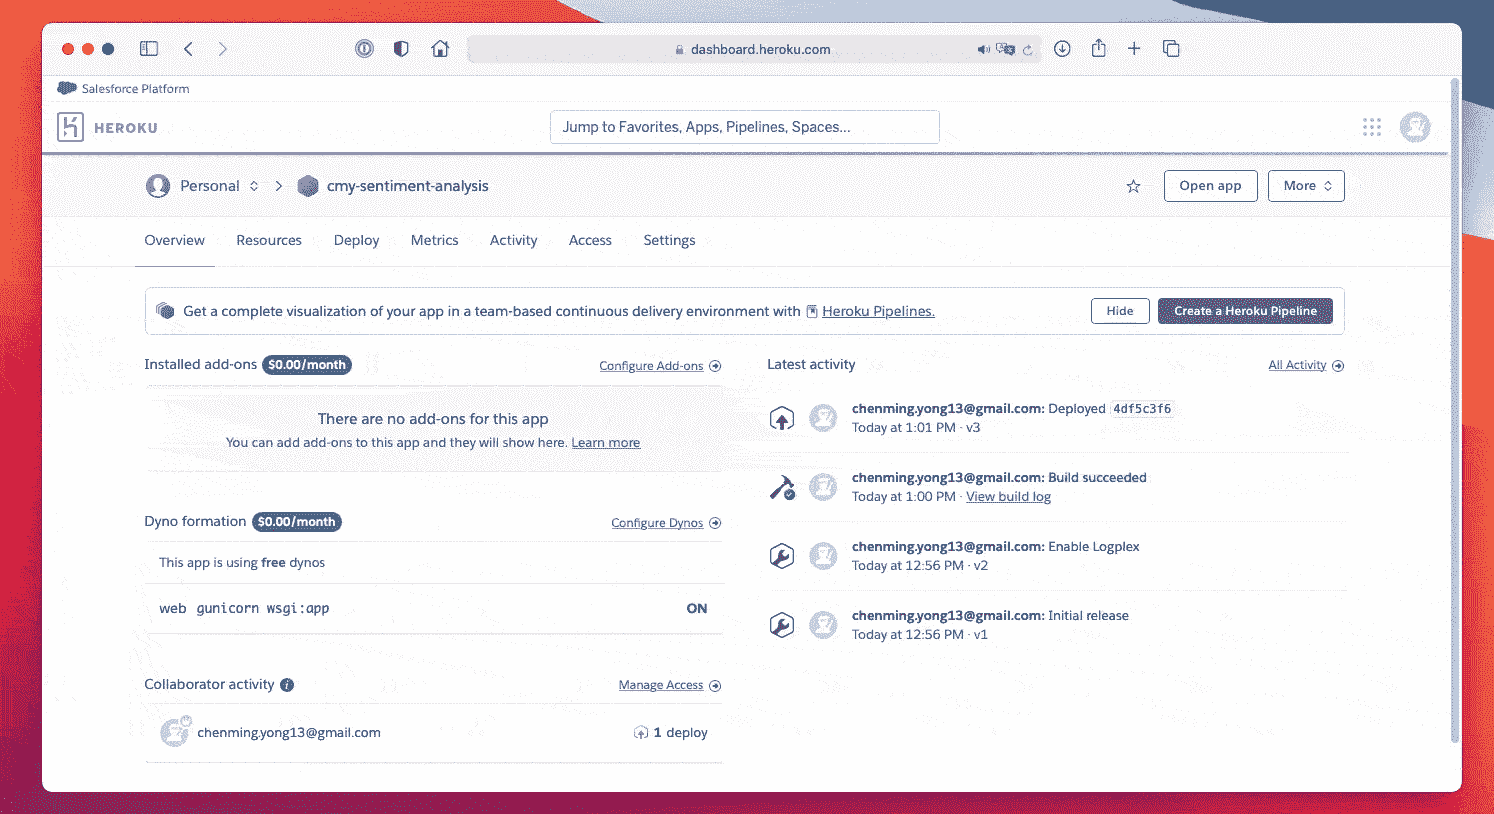 dashboard.heroku.com
Salesforce Platform
HEROKU
Jump to Favorites, Apps, Pipelines, Spaces...
Personal
cmy-sentiment-analysis
Open app
More
Overview
Resources
Deploy
Metrics
Activity
Access
Settings
Get a complete visualization of your app in a team-based continuous delivery environment with Heroku Pipelines.
Hide
Create a Heroku Pipeline
Installed add-ons $0.00/month
Configure Add-ons
There are no add-ons for this app
You can add add-ons to this app and they will show here. Learn more
Dyno formation $0.00/month
Configure Dynos
This app is using free dynos
web gunicorn wsgi:app
ON
Collaborator activity
Manage Access
chenming.yong13@gmail.com
1 deploy
Latest activity
All Activity
chenming.yong13@gmail.com: Deployed 4df5c3f6
Today at 1:01 PM · v3
chenming.yong13@gmail.com: Build succeeded
Today at 1:00 PM · View build log
chenming.yong13@gmail.com: Enable Logplex
Today at 12:56 PM · v2
chenming.yong13@gmail.com: Initial release
Today at 12:56 PM · v1